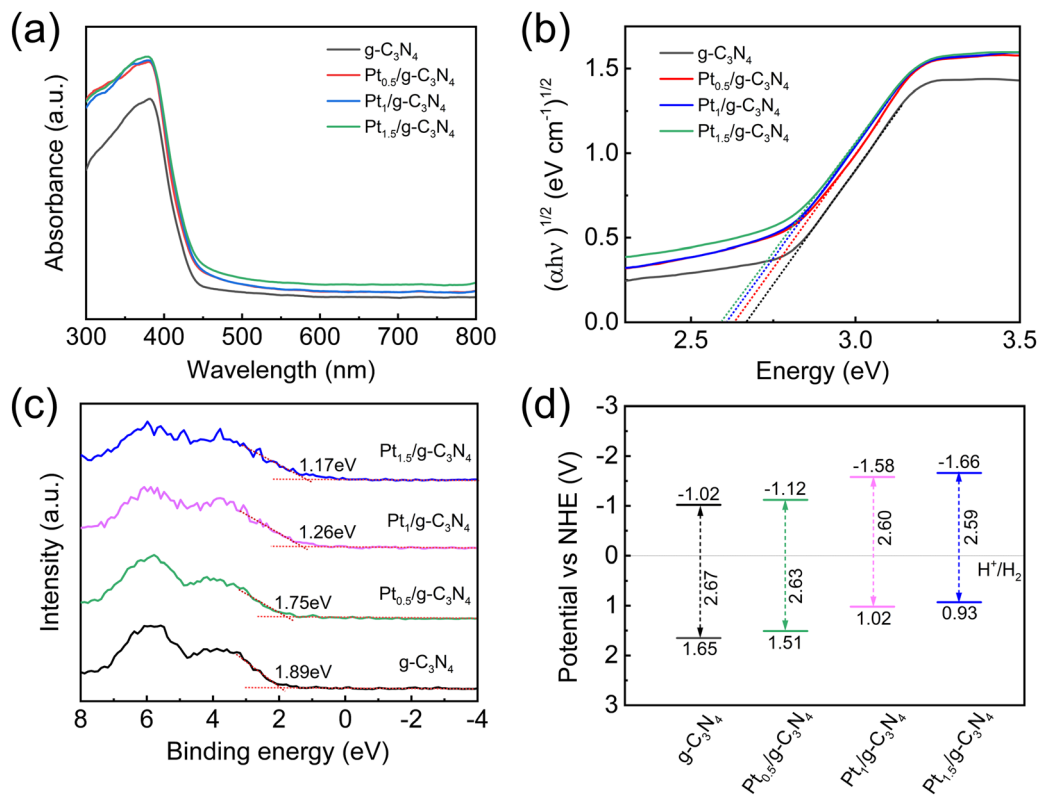 (a)
g-C₃N₄
Pt₀.₅/g-C₃N₄
Pt₁/g-C₃N₄
Pt₁.₅/g-C₃N₄
Absorbance (a.u.)
300 400 500 600 700 800
Wavelength (nm)
(b)
g-C₃N₄
Pt₀.₅/g-C₃N₄
Pt₁/g-C₃N₄
Pt₁.₅/g-C₃N₄
(αhν)^1/2 (eV cm⁻¹)^1/2
1.5
1.0
0.5
0.0
2.5 3.0 3.5
Energy (eV)
(c)
Intensity (a.u.)
Pt₁.₅/g-C₃N₄
1.17eV
Pt₁/g-C₃N₄
1.26eV
Pt₀.₅/g-C₃N₄
1.75eV
g-C₃N₄
1.89eV
8 6 4 2 0 -2 -4
Binding energy (eV)
(d)
Potential vs NHE (V)
-3
-2
-1
0
1
2
3
-1.02
2.67
1.65
-1.12
2.63
1.51
-1.58
2.60
1.02
-1.66
2.59
0.93
H⁺/H₂
g-C₃N₄
Pt₀.₅/g-C₃N₄
Pt₁/g-C₃N₄
Pt₁.₅/g-C₃N₄